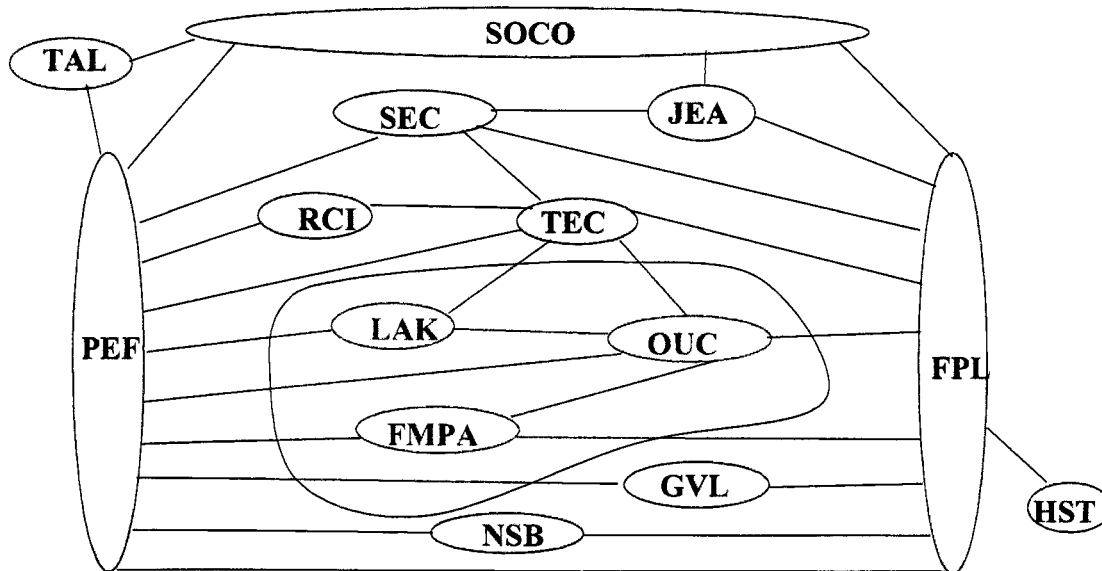 SOCO
TAL
SEC
JEA
RCI
TEC
LAK
OUC
PEF
FPL
FMPA
GVL
HST
NSB